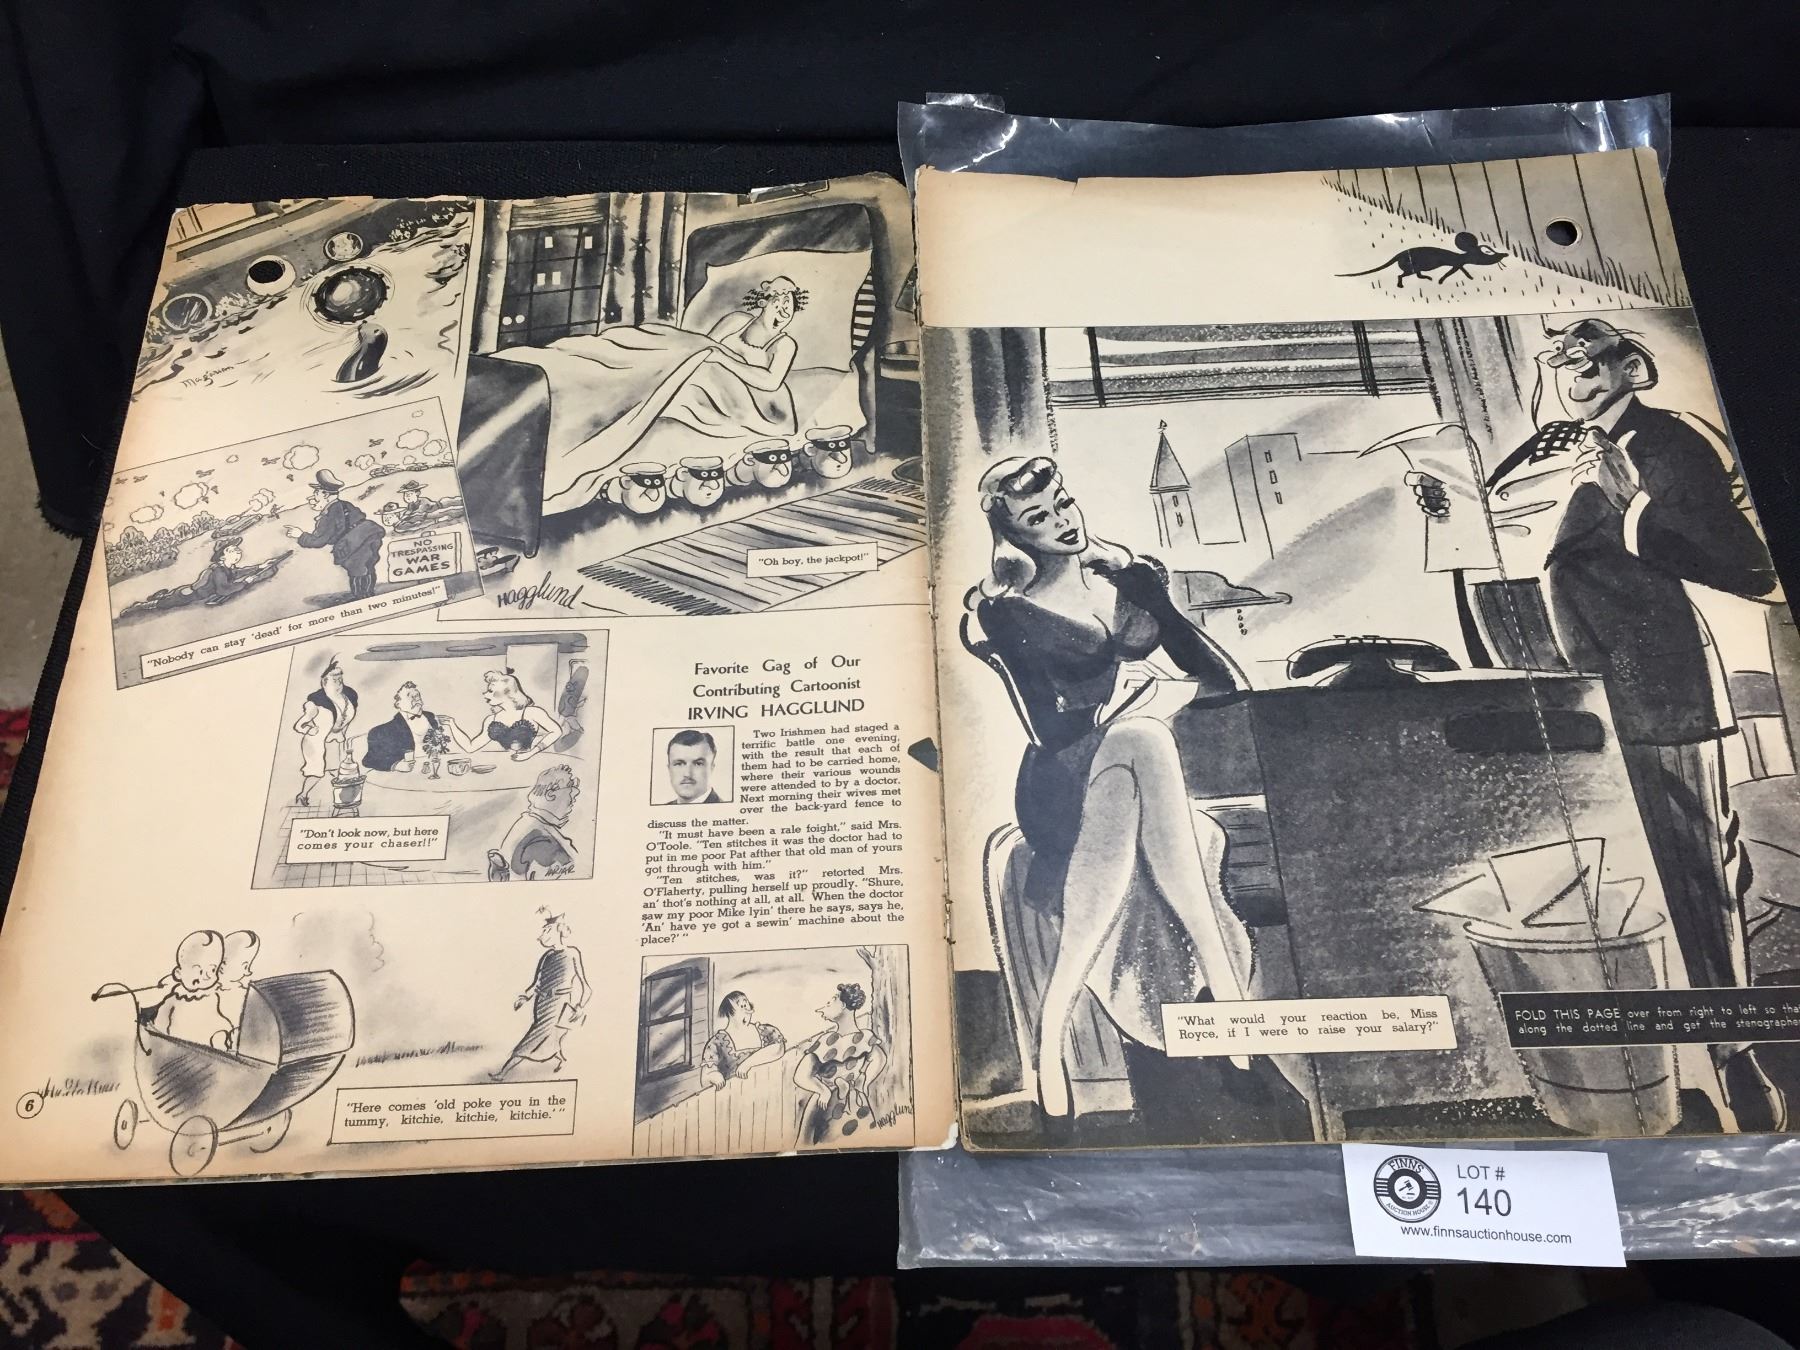 Magarian
NO
TRESPASSING
WAR
GAMES
"Nobody can stay 'dead' for more than two minutes!"
"Oh boy, the jackpot!"
Hagglund
"Don't look now, but here
comes your chaser!!"
Favorite Gag of Our
Contributing Cartoonist
IRVING HAGGLUND
Two Irishmen had staged a
terrific battle one evening,
with the result that each of
them had to be carried home,
where their various wounds
were attended to by a doctor.
Next morning their wives met
over the back-yard fence to
discuss the matter.
"It must have been a rale foight," said Mrs.
O'Toole. "Ten stitches it was the doctor had to
put in me poor Pat afther that old man of yours
got through with him."
"Ten stitches, was it?" retorted Mrs.
O'Flaherty, pulling herself up proudly. "Shure,
an' thot's nothing at all, at all. When the doctor
saw my poor Mike lyin' there he says, says he,
'An' have ye got a sewin' machine about the
place?' "
Hagglund
"Here comes 'old poke you in the
tummy, kitchie, kitchie, kitchie.' "
6
"What would your reaction be, Miss
Royce, if I were to raise your salary?"
FOLD THIS PAGE over from right to left so tha
along the dotted line and get the stenographer
FINNS
AUCTION HOUSE
LOT #
140
www.finnsauctionhouse.com